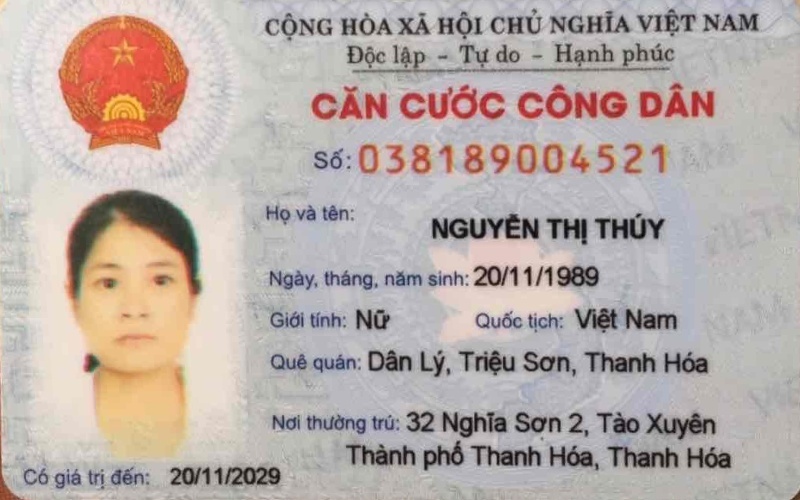 CỘNG HÒA XÃ HỘI CHỦ NGHĨA VIỆT NAM
Độc lập – Tự do – Hạnh phúc
CĂN CƯỚC CÔNG DÂN
Số: 038189004521
Họ và tên:
NGUYỄN THỊ THÚY
Ngày, tháng, năm sinh: 20/11/1989
Giới tính: Nữ Quốc tịch: Việt Nam
Quê quán: Dân Lý, Triệu Sơn, Thanh Hóa
Nơi thường trú: 32 Nghĩa Sơn 2, Tào Xuyên
Thành phố Thanh Hóa, Thanh Hóa
Có giá trị đến: 20/11/2029